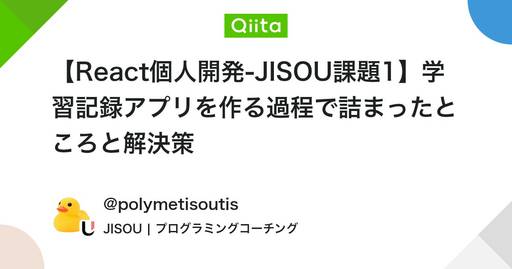 Qiita
【React個人開発-JISOU課題1】学
習記録アプリを作る過程で詰まったと
ころと解決策
@polymetisoutis
JISOU | プログラミングコーチング